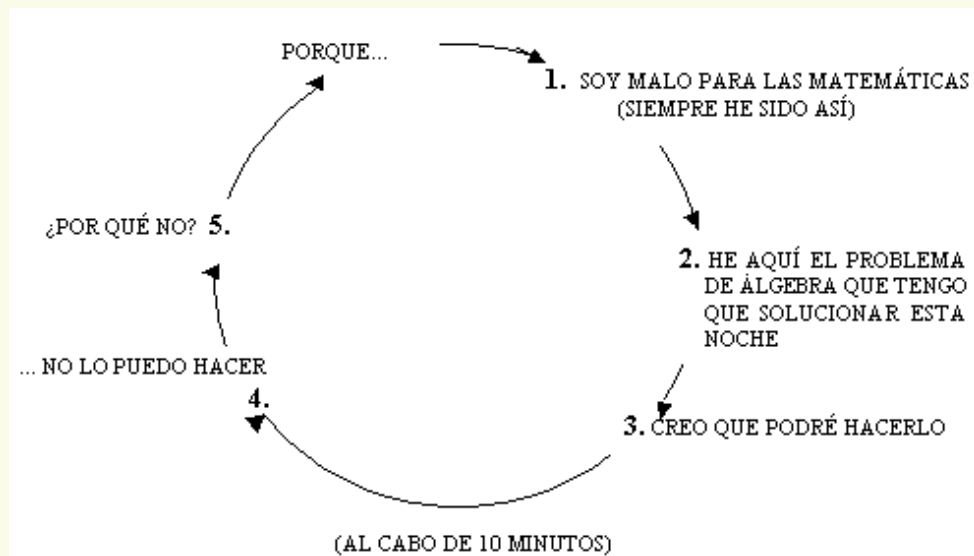 PORQUE...
1. SOY MALO PARA LAS MATEMÁTICAS
(SIEMPRE HE SIDO ASÍ)
2. HE AQUÍ EL PROBLEMA
DE ÁLGEBRA QUE TENGO
QUE SOLUCIONAR ESTA
NOCHE
3. CREO QUE PODRÉ HACERLO
(AL CABO DE 10 MINUTOS)
... NO LO PUEDO HACER
4.
¿POR QUÉ NO? 5.